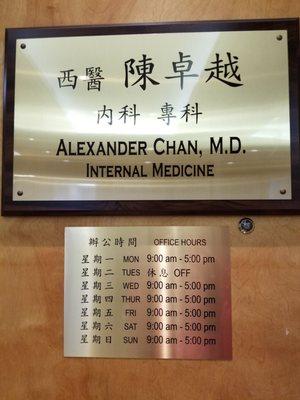 西醫 陳卓越
內科 專科
ALEXANDER CHAN, M.D.
INTERNAL MEDICINE
辦公時間 OFFICE HOURS
星期一 MON 9:00 am - 5:00 pm
星期二 TUES 休息 OFF
星期三 WED 9:00 am - 5:00 pm
星期四 THUR 9:00 am - 5:00 pm
星期五 FRI 9:00 am - 5:00 pm
星期六 SAT 9:00 am - 5:00 pm
星期日 SUN 9:00 am - 5:00 pm